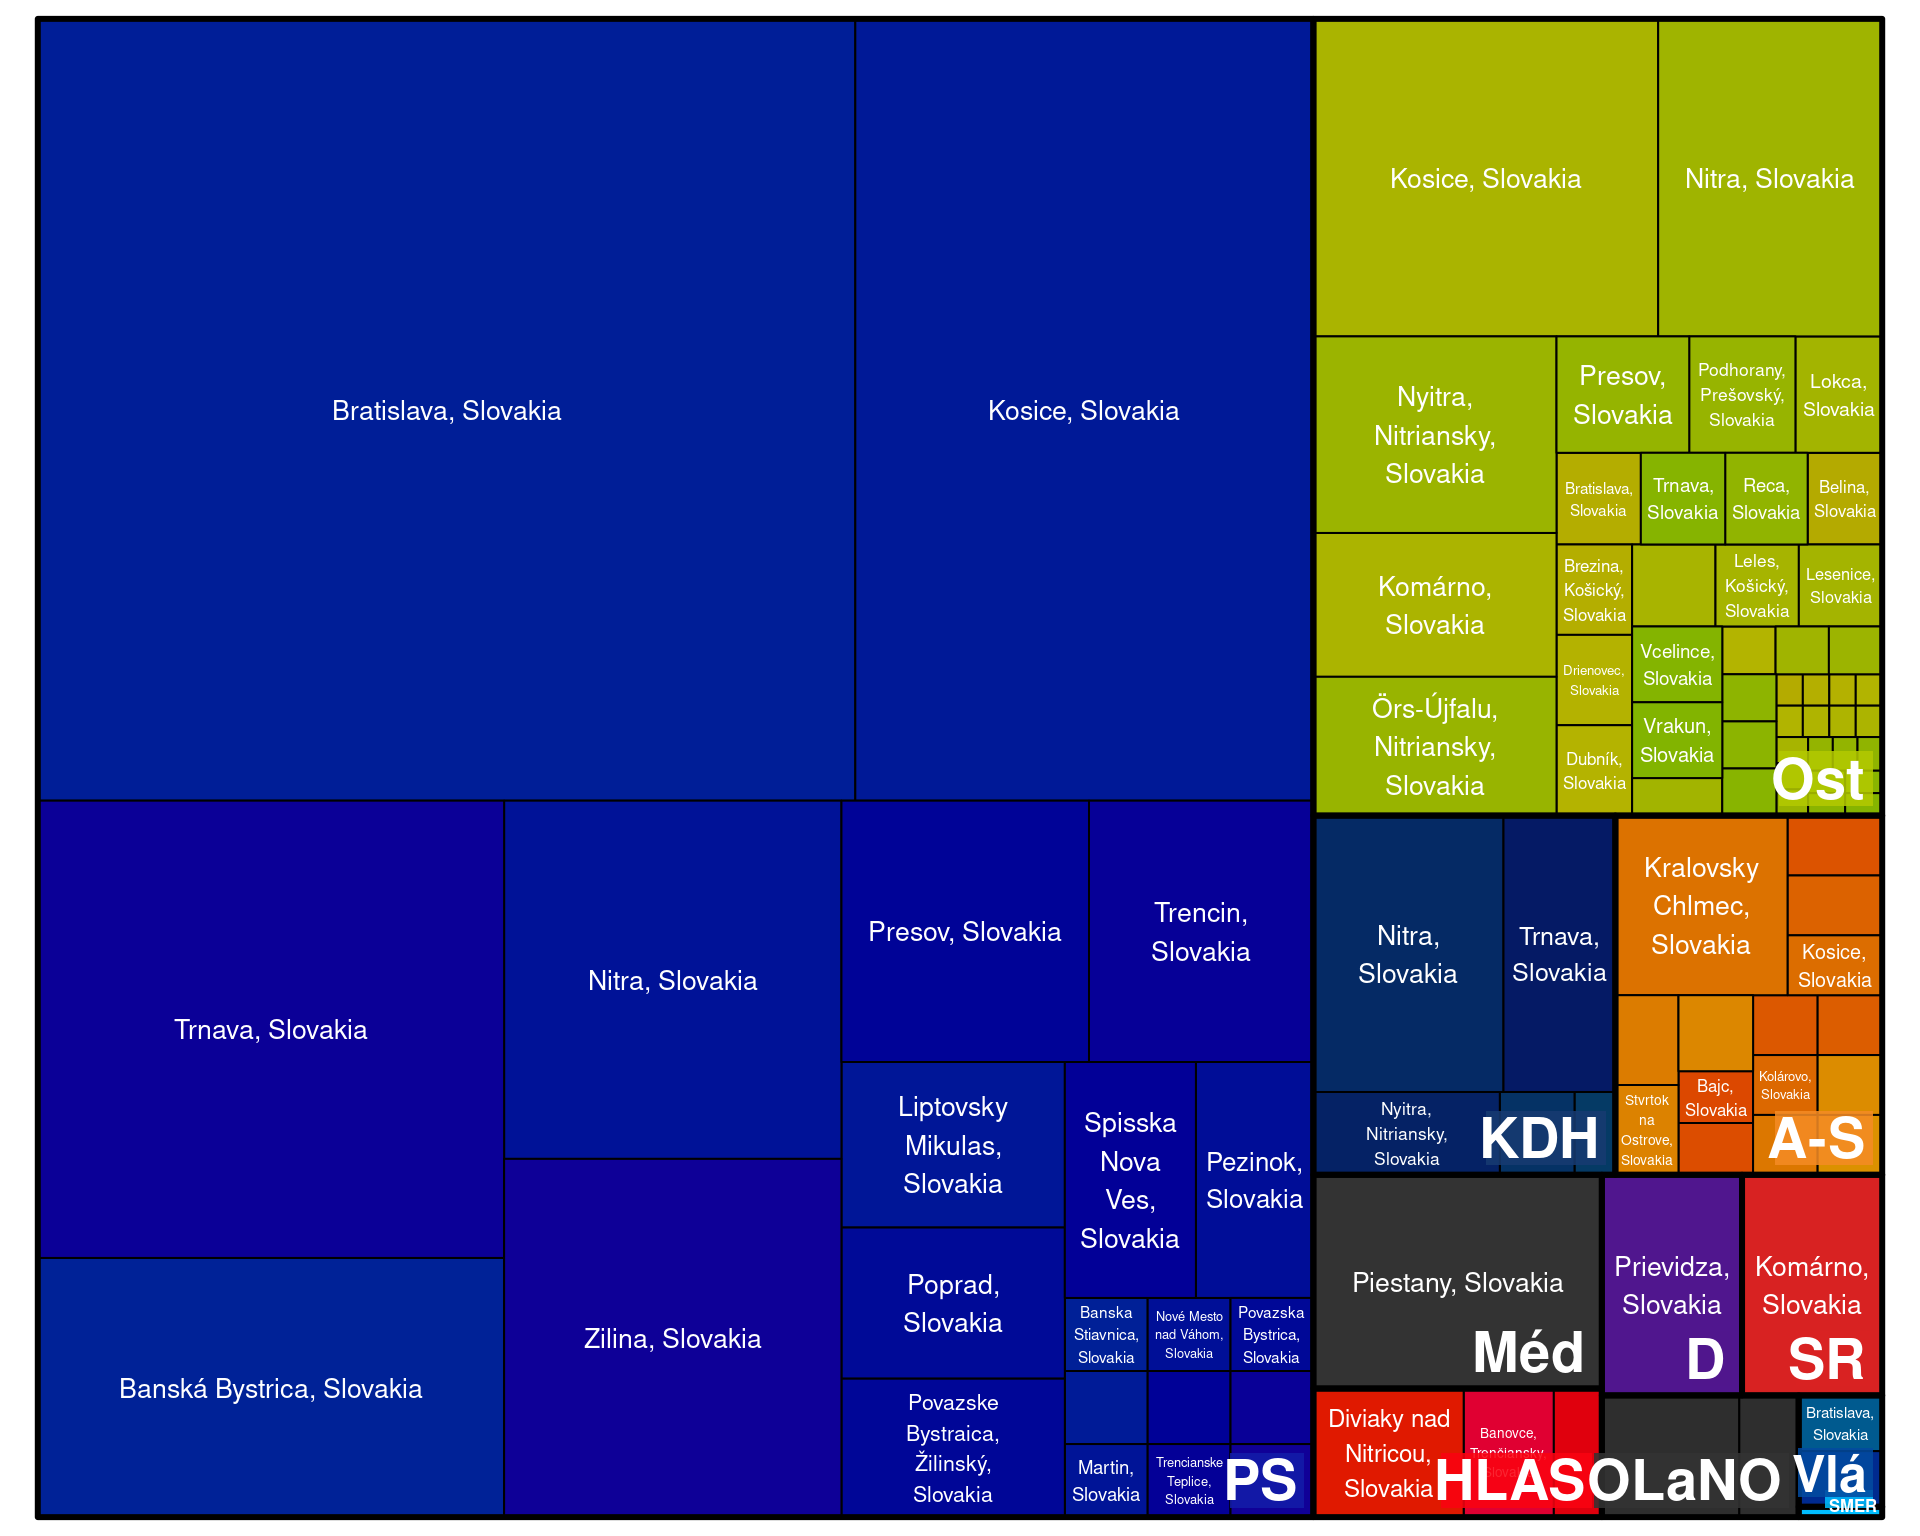 Bratislava, Slovakia
Kosice, Slovakia
Trnava, Slovakia
Banská Bystrica, Slovakia
Nitra, Slovakia
Zilina, Slovakia
Presov, Slovakia
Trencin,
Slovakia
Liptovsky
Mikulas,
Slovakia
Poprad,
Slovakia
Povazske
Bystraica,
Žilinský,
Slovakia
Spisska
Nova
Ves,
Slovakia
Pezinok,
Slovakia
Banska
Stiavnica,
Slovakia
Nové Mesto
nad Váhom,
Slovakia
Povazska
Bystrica,
Slovakia
Martin,
Slovakia
Trencianske
Teplice,
Slovakia
PS
Kosice, Slovakia
Nitra, Slovakia
Nyitra,
Nitriansky,
Slovakia
Komárno,
Slovakia
Örs-Újfalu,
Nitriansky,
Slovakia
Presov,
Slovakia
Podhorany,
Prešovský,
Slovakia
Lokca,
Slovakia
Bratislava,
Slovakia
Trnava,
Slovakia
Reca,
Slovakia
Belina,
Slovakia
Brezina,
Košický,
Slovakia
Leles,
Košický,
Slovakia
Lesenice,
Slovakia
Drienovec,
Slovakia
Vcelince,
Slovakia
Dubník,
Slovakia
Vrakun,
Slovakia
Ost
Nitra,
Slovakia
Trnava,
Slovakia
Nyitra,
Nitriansky,
Slovakia
KDH
Kralovsky
Chlmec,
Slovakia
Kosice,
Slovakia
Stvrtok
na
Ostrove,
Slovakia
Bajc,
Slovakia
Kolárovo,
Slovakia
A-S
Piestany, Slovakia
Méd
Prievidza,
Slovakia
D
Komárno,
Slovakia
SR
Diviaky nad
Nitricou,
Slovakia
Banovce,
Trenčiansky,
Slovakia
HLAS
OLaNO
Bratislava,
Slovakia
Vlá
SMER